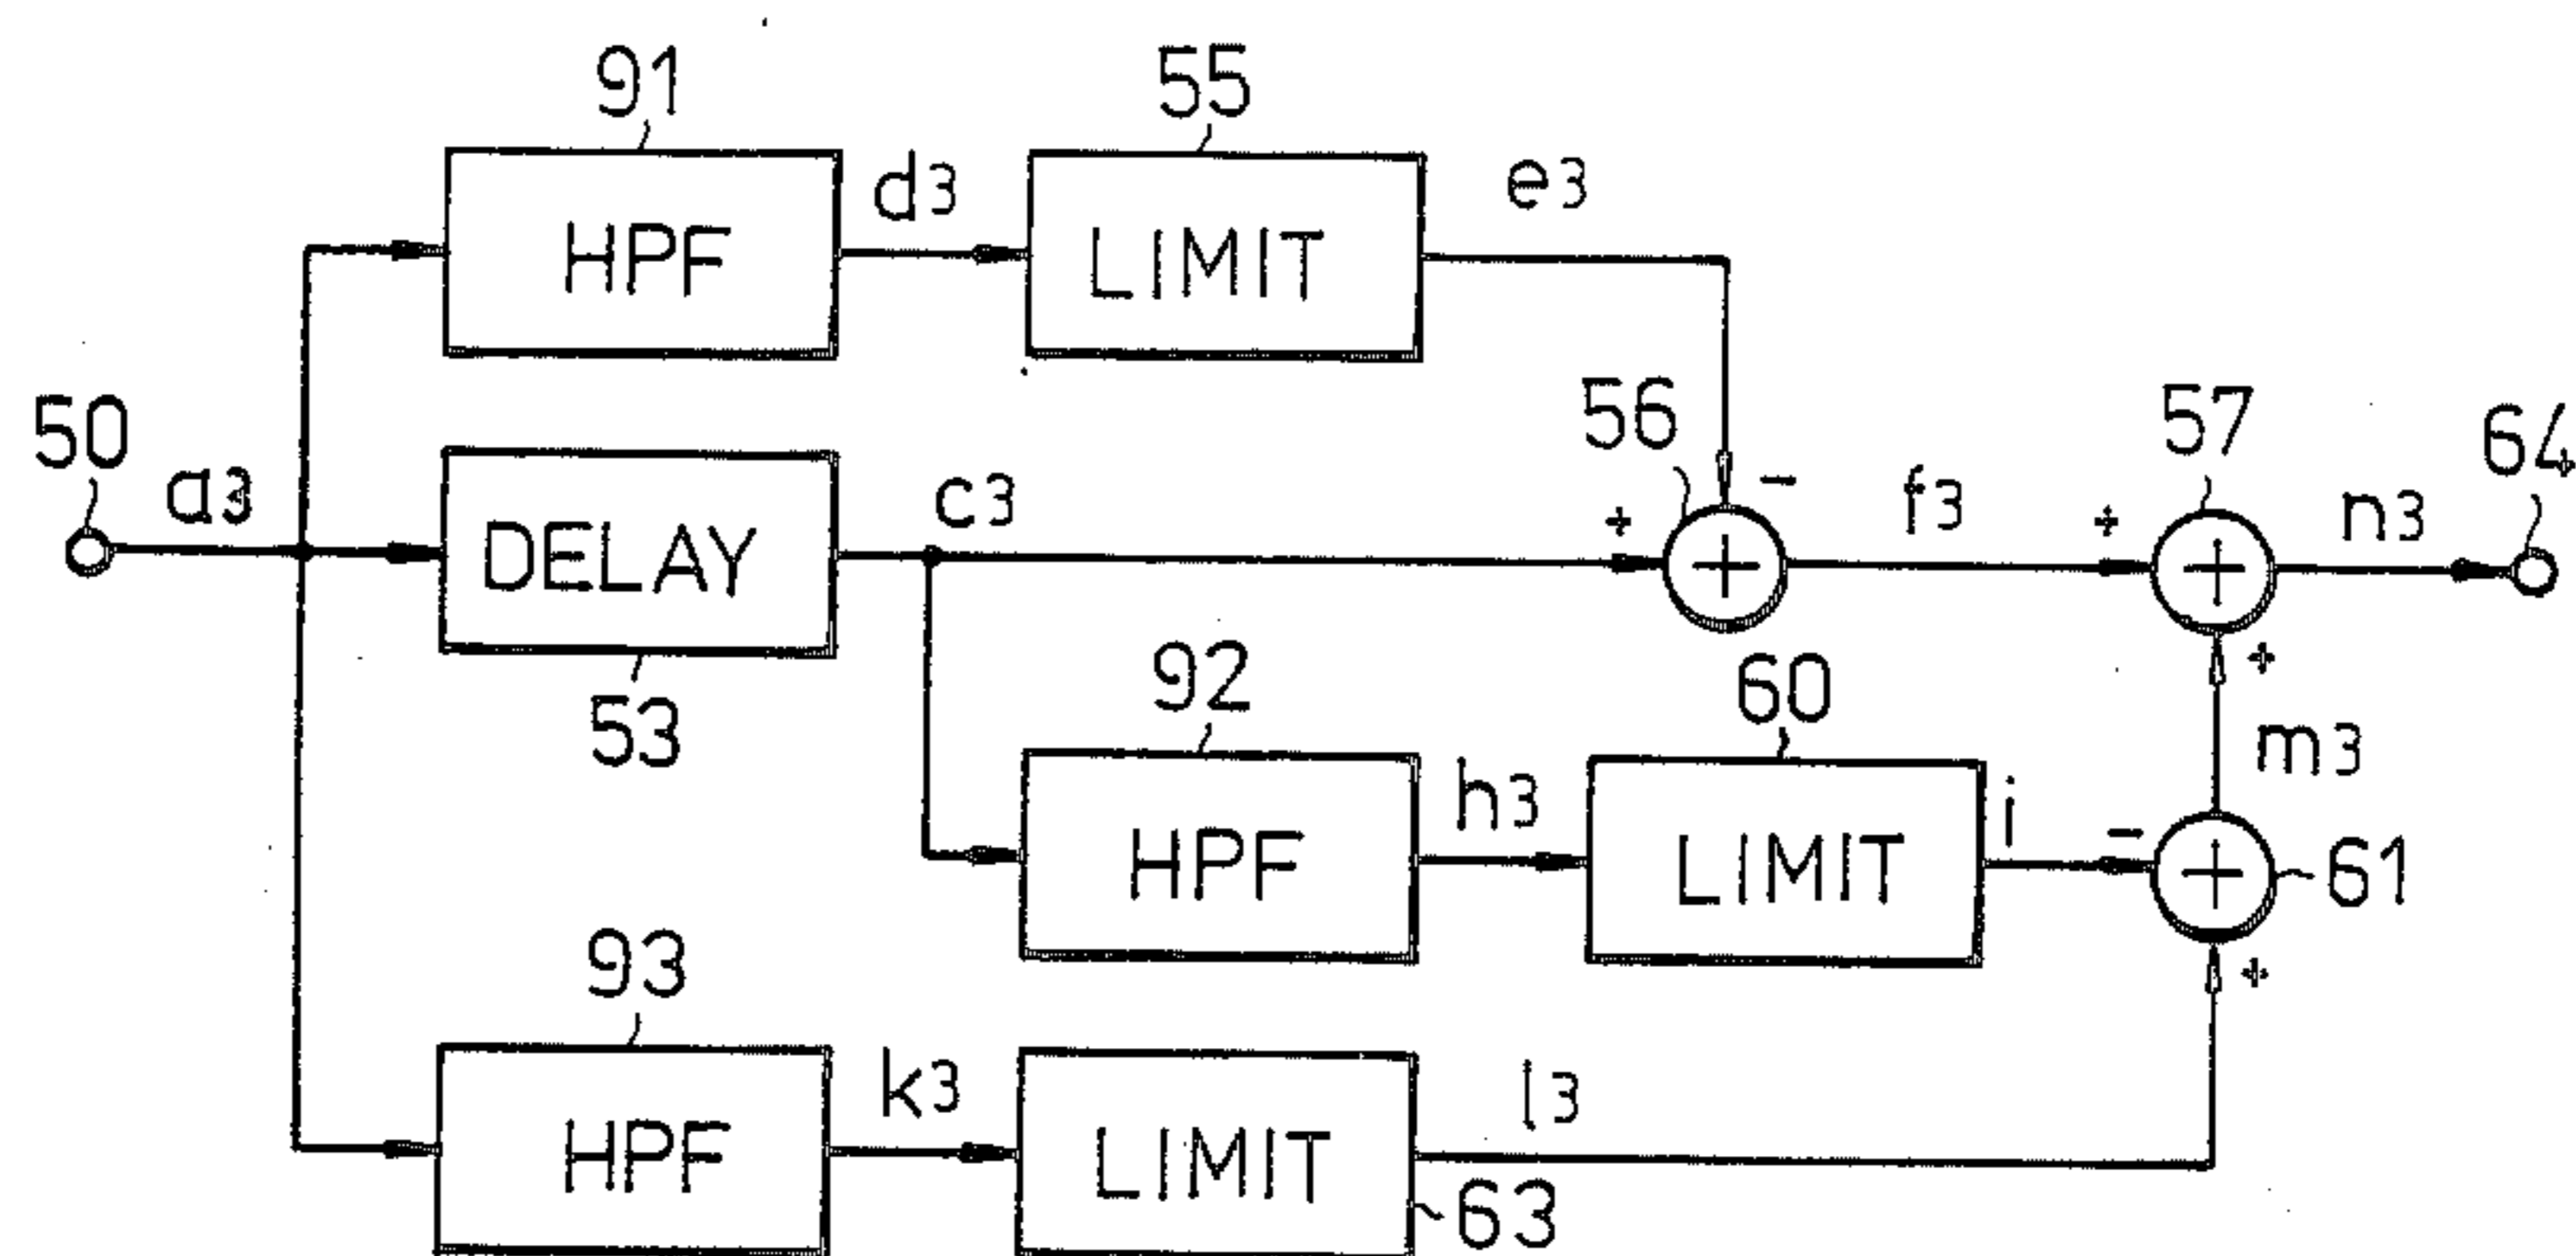 91
55
HPF
d3
LIMIT
e3
50
a3
DELAY
53
c3
56
+
-
+
f3
57
+
+
+
n3
64
92
HPF
h3
60
LIMIT
i
m3
-
+
+
61
93
HPF
k3
LIMIT
63
l3